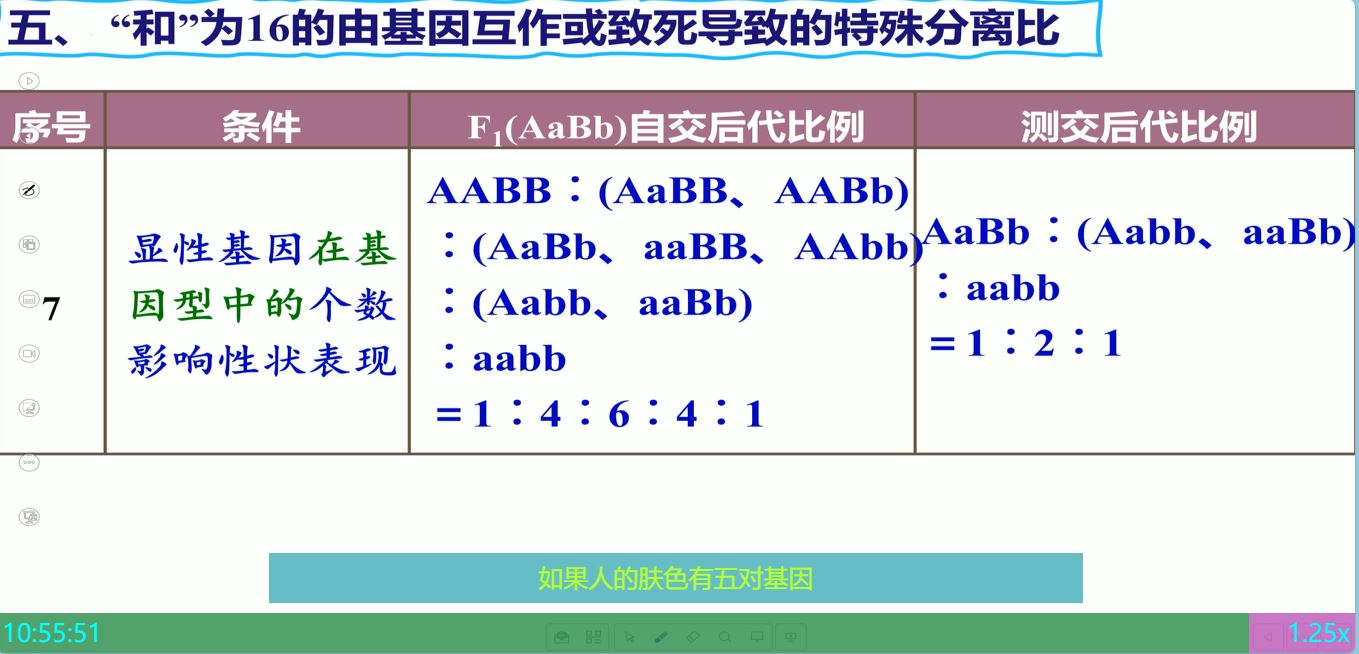 五、“和”为16的由基因互作或致死导致的特殊分离比
序号
条件
F₁(AaBb)自交后代比例
测交后代比例
7
显性基因在基
因型中的个数
影响性状表现
AABB∶(AaBB、AABb)
∶(AaBb、aaBB、AAbb)
∶(Aabb、aaBb)
∶aabb
=1∶4∶6∶4∶1
AaBb∶(Aabb、aaBb)
∶aabb
=1∶2∶1
如果人的肤色有五对基因
10:55:51
1.25x